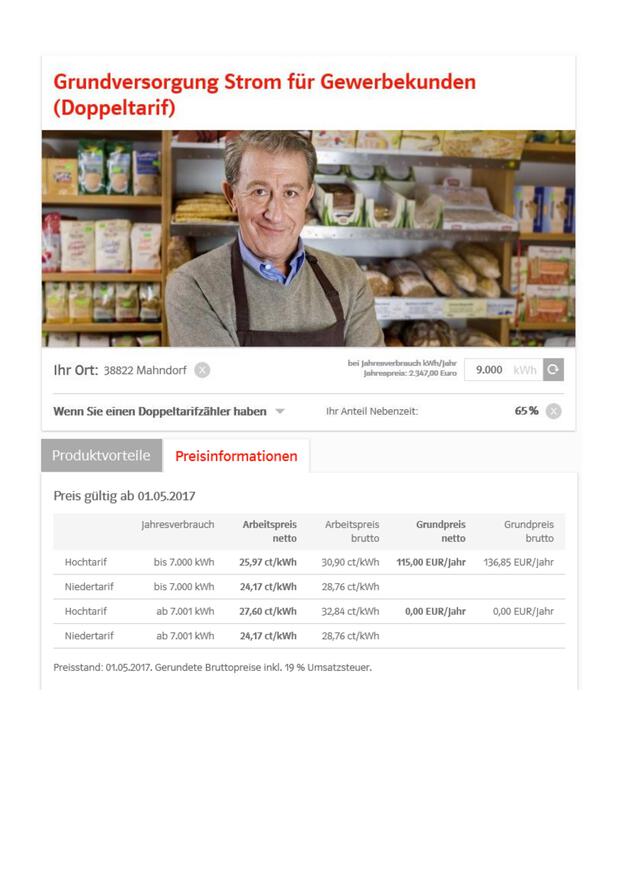 Grundversorgung Strom für Gewerbekunden
(Doppeltarif)
Ihr Ort: 38822 Mahndorf X
bei Jahresverbrauch kWh/Jahr
Jahrespreis: 2.347,00 Euro
9.000 kWh
Wenn Sie einen Doppeltarifzähler haben
Ihr Anteil Nebenzeit: 65 % X
Produktvorteile Preisinformationen
Preis gültig ab 01.05.2017
Jahresverbrauch Arbeitspreis netto Arbeitspreis brutto Grundpreis netto Grundpreis brutto
Hochtarif bis 7.000 kWh 25,97 ct/kWh 30,90 ct/kWh 115,00 EUR/Jahr 136,85 EUR/Jahr
Niedertarif bis 7.000 kWh 24,17 ct/kWh 28,76 ct/kWh
Hochtarif ab 7.001 kWh 27,60 ct/kWh 32,84 ct/kWh 0,00 EUR/Jahr 0,00 EUR/Jahr
Niedertarif ab 7.001 kWh 24,17 ct/kWh 28,76 ct/kWh
Preisstand: 01.05.2017. Gerundete Bruttopreise inkl. 19 % Umsatzsteuer.